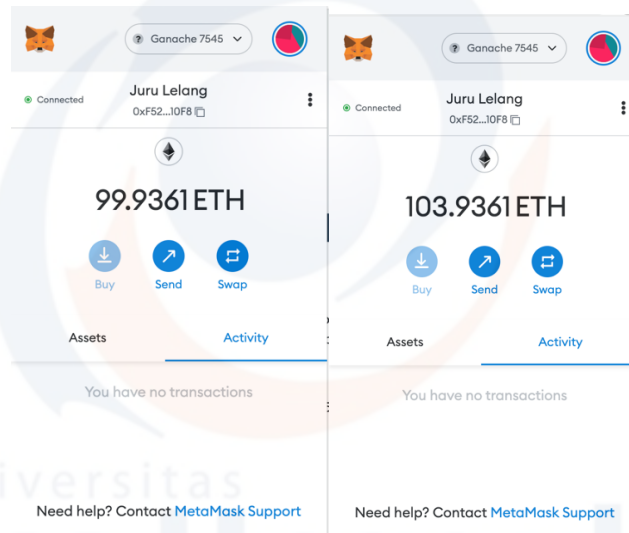 Ganache 7545
Connected
Juru Lelang
0xF52...10F8
99.9361 ETH
Buy
Send
Swap
Assets
Activity
You have no transactions
Need help? Contact MetaMask Support
Ganache 7545
Connected
Juru Lelang
0xF52...10F8
103.9361 ETH
Buy
Send
Swap
Assets
Activity
You have no transactions
Need help? Contact MetaMask Support
iversitas